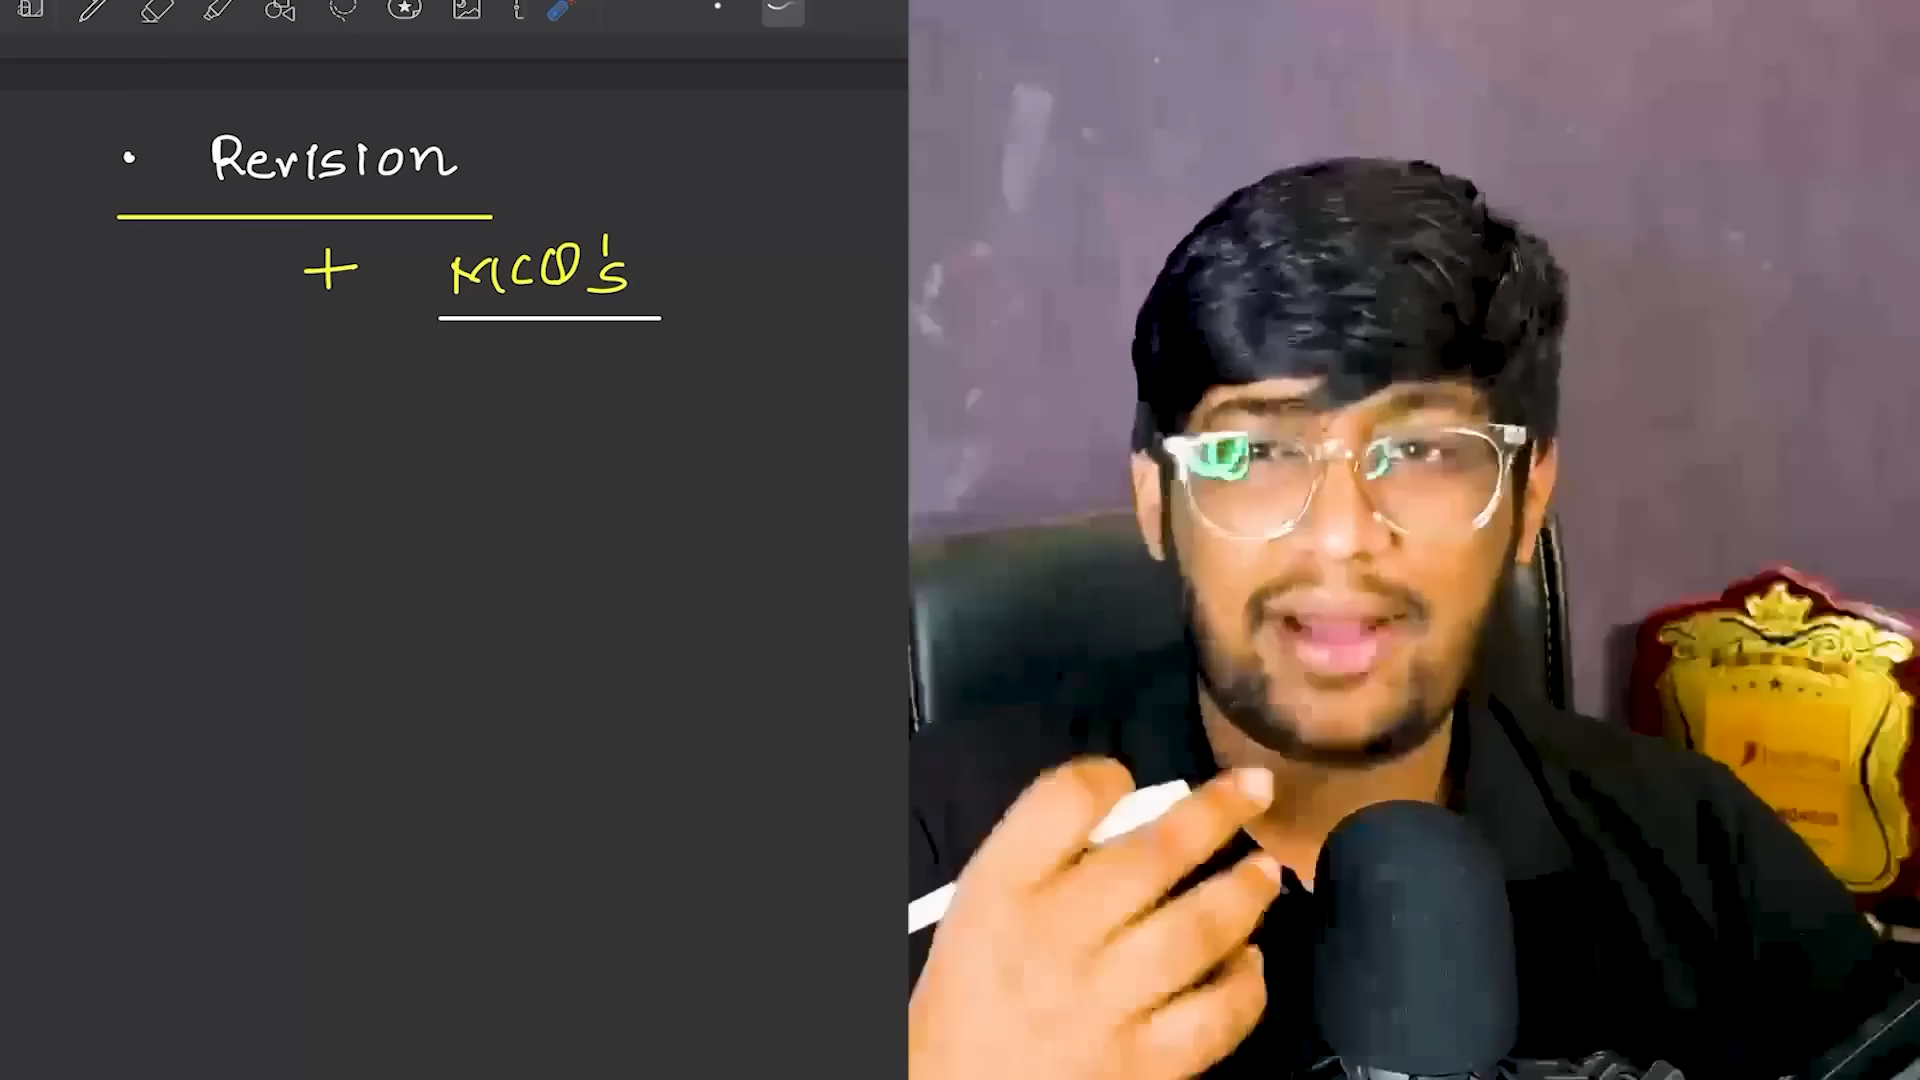 • Revision
+ MCQ's